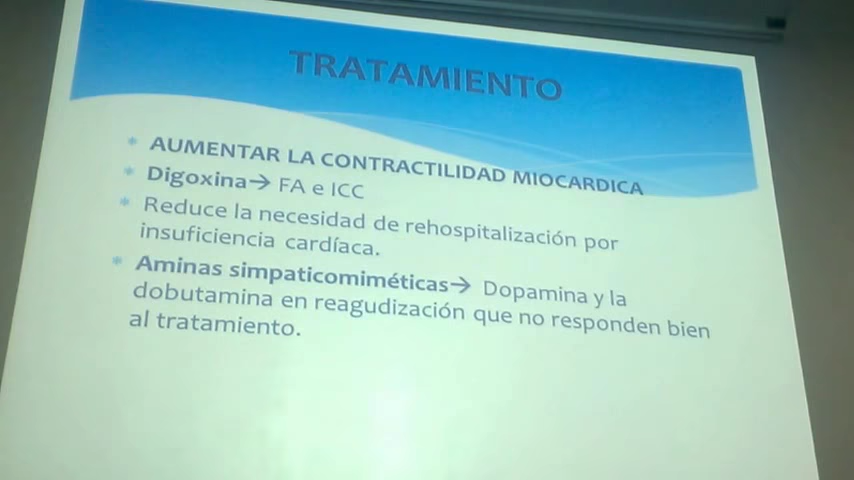 TRATAMIENTO
AUMENTAR LA CONTRACTILIDAD MIOCARDICA
Digoxina→ FA e ICC
Reduce la necesidad de rehospitalización por
insuficiencia cardíaca.
Aminas simpaticomiméticas→ Dopamina y la
dobutamina en reagudización que no responden bien
al tratamiento.